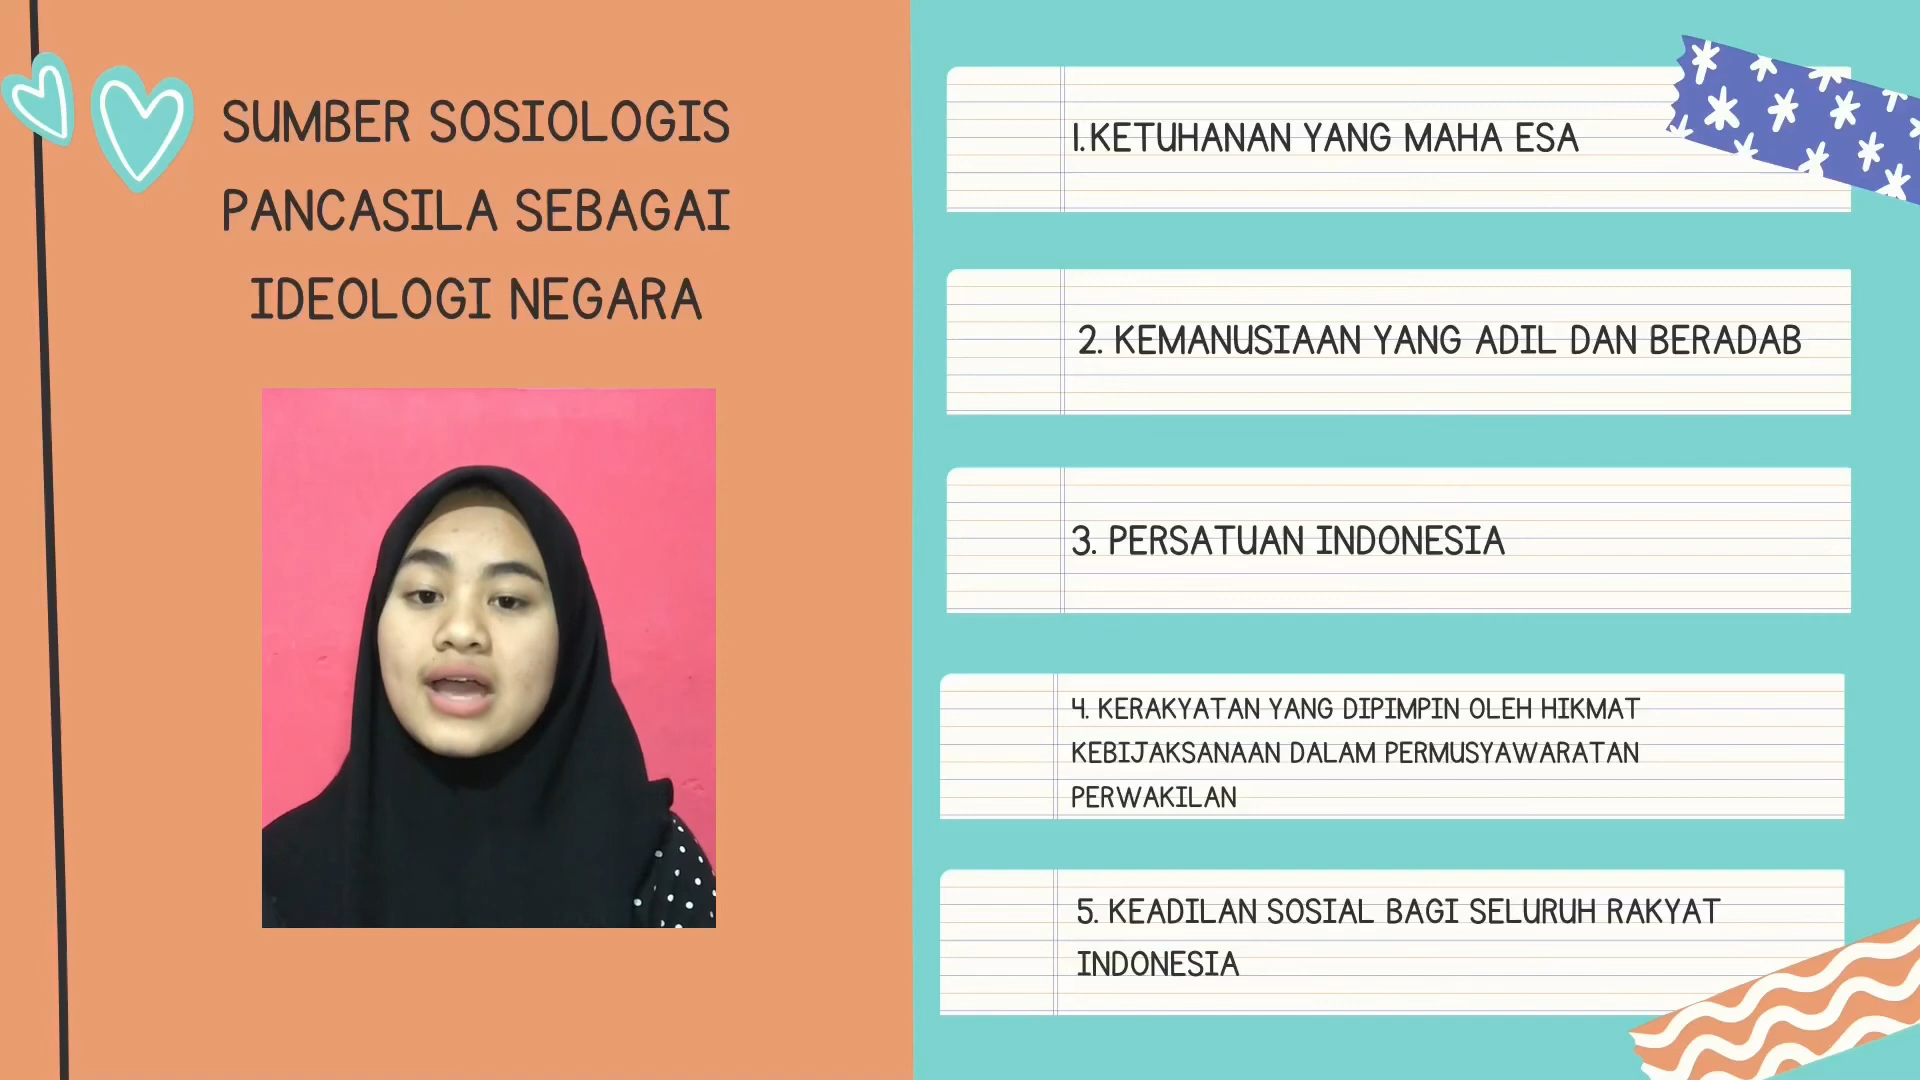 SUMBER SOSIOLOGIS
PANCASILA SEBAGAI
IDEOLOGI NEGARA
1.KETUHANAN YANG MAHA ESA
2. KEMANUSIAAN YANG ADIL DAN BERADAB
3. PERSATUAN INDONESIA
4. KERAKYATAN YANG DIPIMPIN OLEH HIKMAT
KEBIJAKSANAAN DALAM PERMUSYAWARATAN
PERWAKILAN
5. KEADILAN SOSIAL BAGI SELURUH RAKYAT
INDONESIA